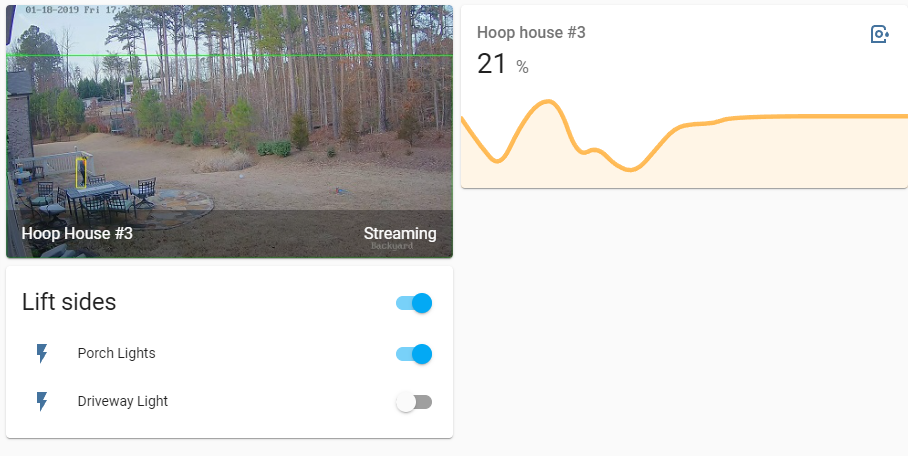 01-18-2019 Fri 17:2
Hoop House #3
Streaming
Backyard
Lift sides
Porch Lights
Driveway Light
Hoop house #3
21 %